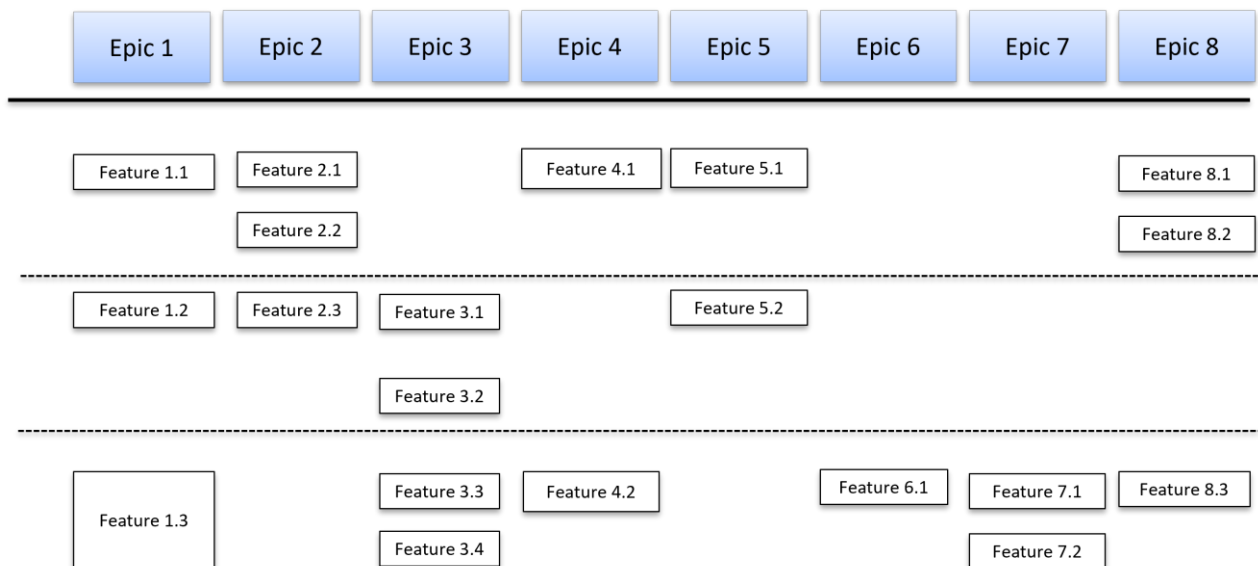 Epic 1
Epic 2
Epic 3
Epic 4
Epic 5
Epic 6
Epic 7
Epic 8
Feature 1.1
Feature 2.1
Feature 4.1
Feature 5.1
Feature 8.1
Feature 2.2
Feature 8.2
Feature 1.2
Feature 2.3
Feature 3.1
Feature 5.2
Feature 3.2
Feature 1.3
Feature 3.3
Feature 4.2
Feature 6.1
Feature 7.1
Feature 8.3
Feature 3.4
Feature 7.2